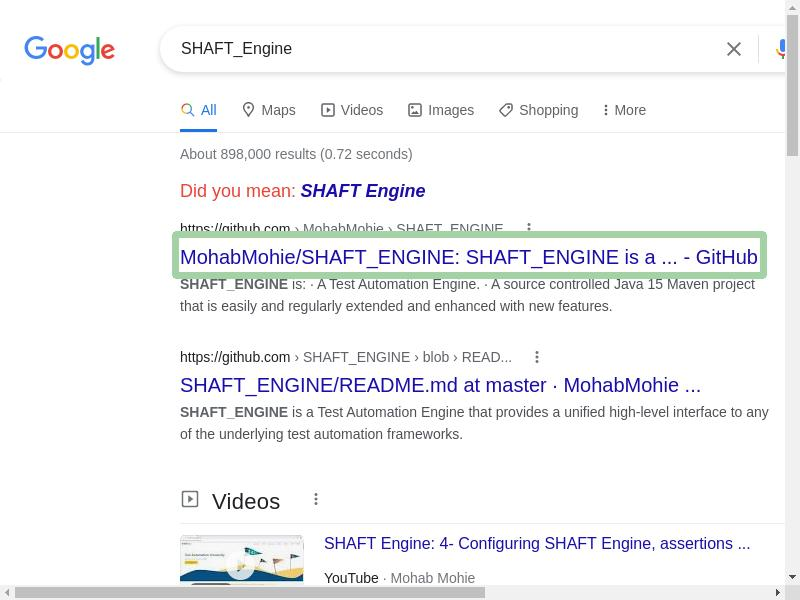 Google
SHAFT_Engine
All
Maps
Videos
Images
Shopping
More
About 898,000 results (0.72 seconds)
Did you mean: SHAFT Engine
https://github.com › MohabMohie › SHAFT_ENGINE
MohabMohie/SHAFT_ENGINE: SHAFT_ENGINE is a ... - GitHub
SHAFT_ENGINE is: · A Test Automation Engine. · A source controlled Java 15 Maven project
that is easily and regularly extended and enhanced with new features.
https://github.com › SHAFT_ENGINE › blob › READ...
SHAFT_ENGINE/README.md at master · MohabMohie ...
SHAFT_ENGINE is a Test Automation Engine that provides a unified high-level interface to any
of the underlying test automation frameworks.
Videos
SHAFT Engine: 4- Configuring SHAFT Engine, assertions ...
YouTube · Mohab Mohie